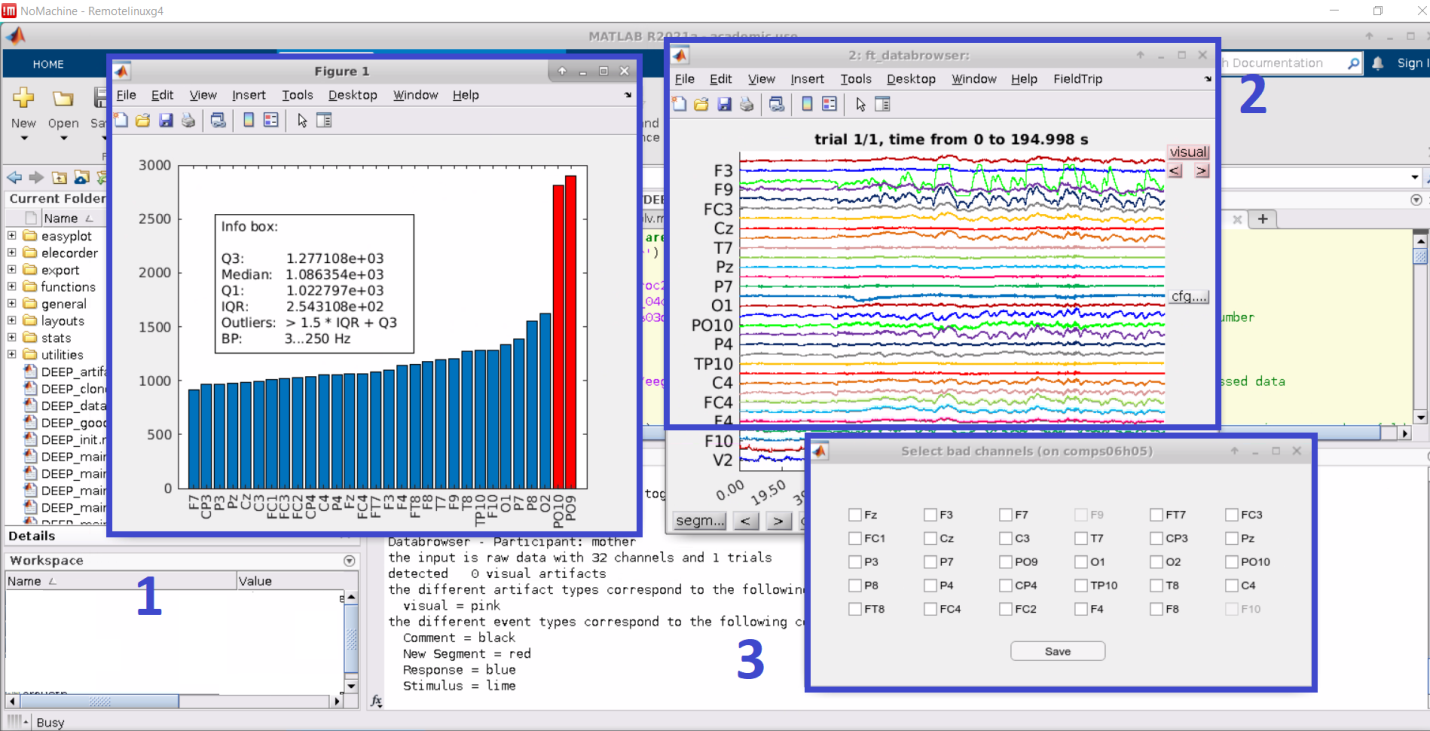 NoMachine - Remotelinuxg4
MATLAB R2021a - academic use
HOME
Documentation
Sign
New
Open
Current Folder
Name
easyplot
elecorder
export
functions
general
layouts
stats
utilities
DEEP_artifa
DEEP_clone
DEEP_data
DEEP_good
DEEP_init.m
DEEP_main
DEEP_main
DEEP_main
DEEP_main
Details
Workspace
Name
Value
1
Busy
Figure 1
File Edit View Insert Tools Desktop Window Help
3000
2500
2000
1500
1000
500
0
Info box:
Q3: 1.277108e+03
Median: 1.086354e+03
Q1: 1.022797e+03
IQR: 2.543108e+02
Outliers: > 1.5 * IQR + Q3
BP: 3...250 Hz
F7 CP3 P3 Pz Cz C3 FC1 FC3 FC2 CP4 C4 P4 Fz FC4 FT7 F3 F4 FT8 F8 T7 F9 T8 TP10 F10 O1 P7 P8 O2 PO10 PO9
2: ft_databrowser:
File Edit View Insert Tools Desktop Window Help FieldTrip
2
trial 1/1, time from 0 to 194.998 s
visual
< >
F3
F9
FC3
Cz
T7
Pz
P7
O1
cfg....
PO10
P4
TP10
C4
FC4
F4
F10
V2
0.00 19.50
segm... < >
umber
ssed data
Databrowser - Participant: mother
the input is raw data with 32 channels and 1 trials
detected 0 visual artifacts
the different artifact types correspond to the following
visual = pink
the different event types correspond to the following
Comment = black
New Segment = red
Response = blue
Stimulus = lime
fx
3
Select bad channels (on comps06h05)
Fz F3 F7 F9 FT7 FC3
FC1 Cz C3 T7 CP3 Pz
P3 P7 PO9 O1 O2 PO10
P8 P4 CP4 TP10 T8 C4
FT8 FC4 FC2 F4 F8 F10
Save